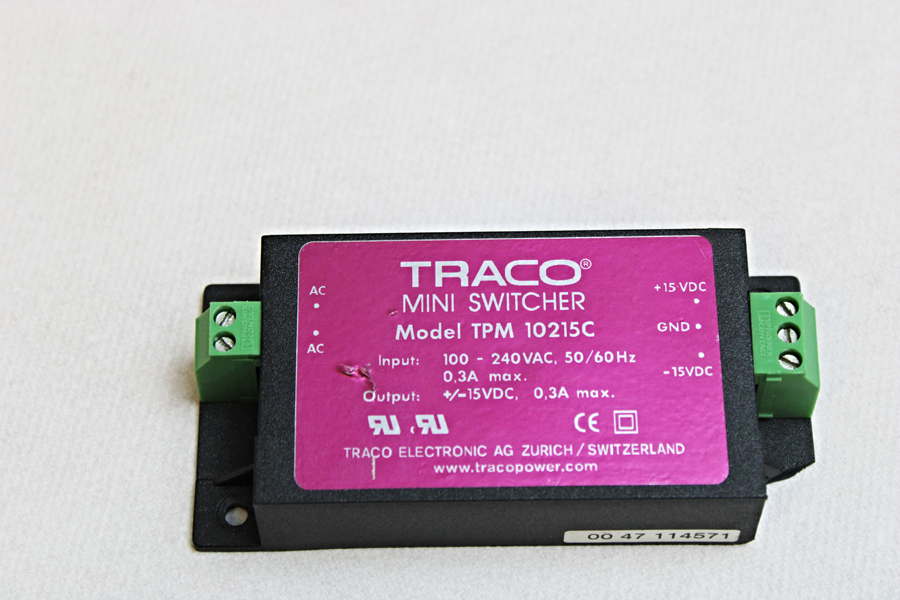 TRACO®
MINI SWITCHER
Model TPM 10215C
AC
AC
+15 VDC
GND
-15VDC
Input: 100 - 240VAC, 50/60Hz
0,3A max.
Output: +/-15VDC, 0,3A max.
CE
TRACO ELECTRONIC AG ZURICH / SWITZERLAND
www.tracopower.com
00 47 114571